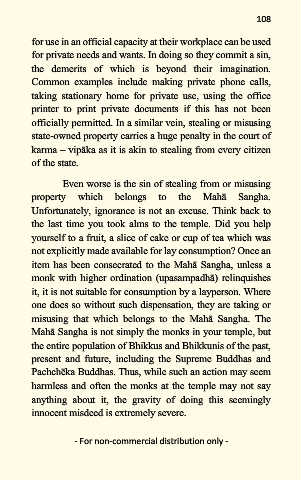 108
for use in an official capacity at their workplace can be used
for private needs and wants. In doing so they commit a sin,
the demerits of which is beyond their imagination.
Common examples include making private phone calls,
taking stationary home for private use, using the office
printer to print private documents if this has not been
officially permitted. In a similar vein, stealing or misusing
state-owned property carries a huge penalty in the court of
karma – vipāka as it is akin to stealing from every citizen
of the state.
Even worse is the sin of stealing from or misusing
property which belongs to the Mahā Sangha.
Unfortunately, ignorance is not an excuse. Think back to
the last time you took alms to the temple. Did you help
yourself to a fruit, a slice of cake or cup of tea which was
not explicitly made available for lay consumption? Once an
item has been consecrated to the Mahā Sangha, unless a
monk with higher ordination (upasampadhā) relinquishes
it, it is not suitable for consumption by a layperson. Where
one does so without such dispensation, they are taking or
misusing that which belongs to the Mahā Sangha. The
Mahā Sangha is not simply the monks in your temple, but
the entire population of Bhikkus and Bhikkunis of the past,
present and future, including the Supreme Buddhas and
Pachchēka Buddhas. Thus, while such an action may seem
harmless and often the monks at the temple may not say
anything about it, the gravity of doing this seemingly
innocent misdeed is extremely severe.
- For non-commercial distribution only -